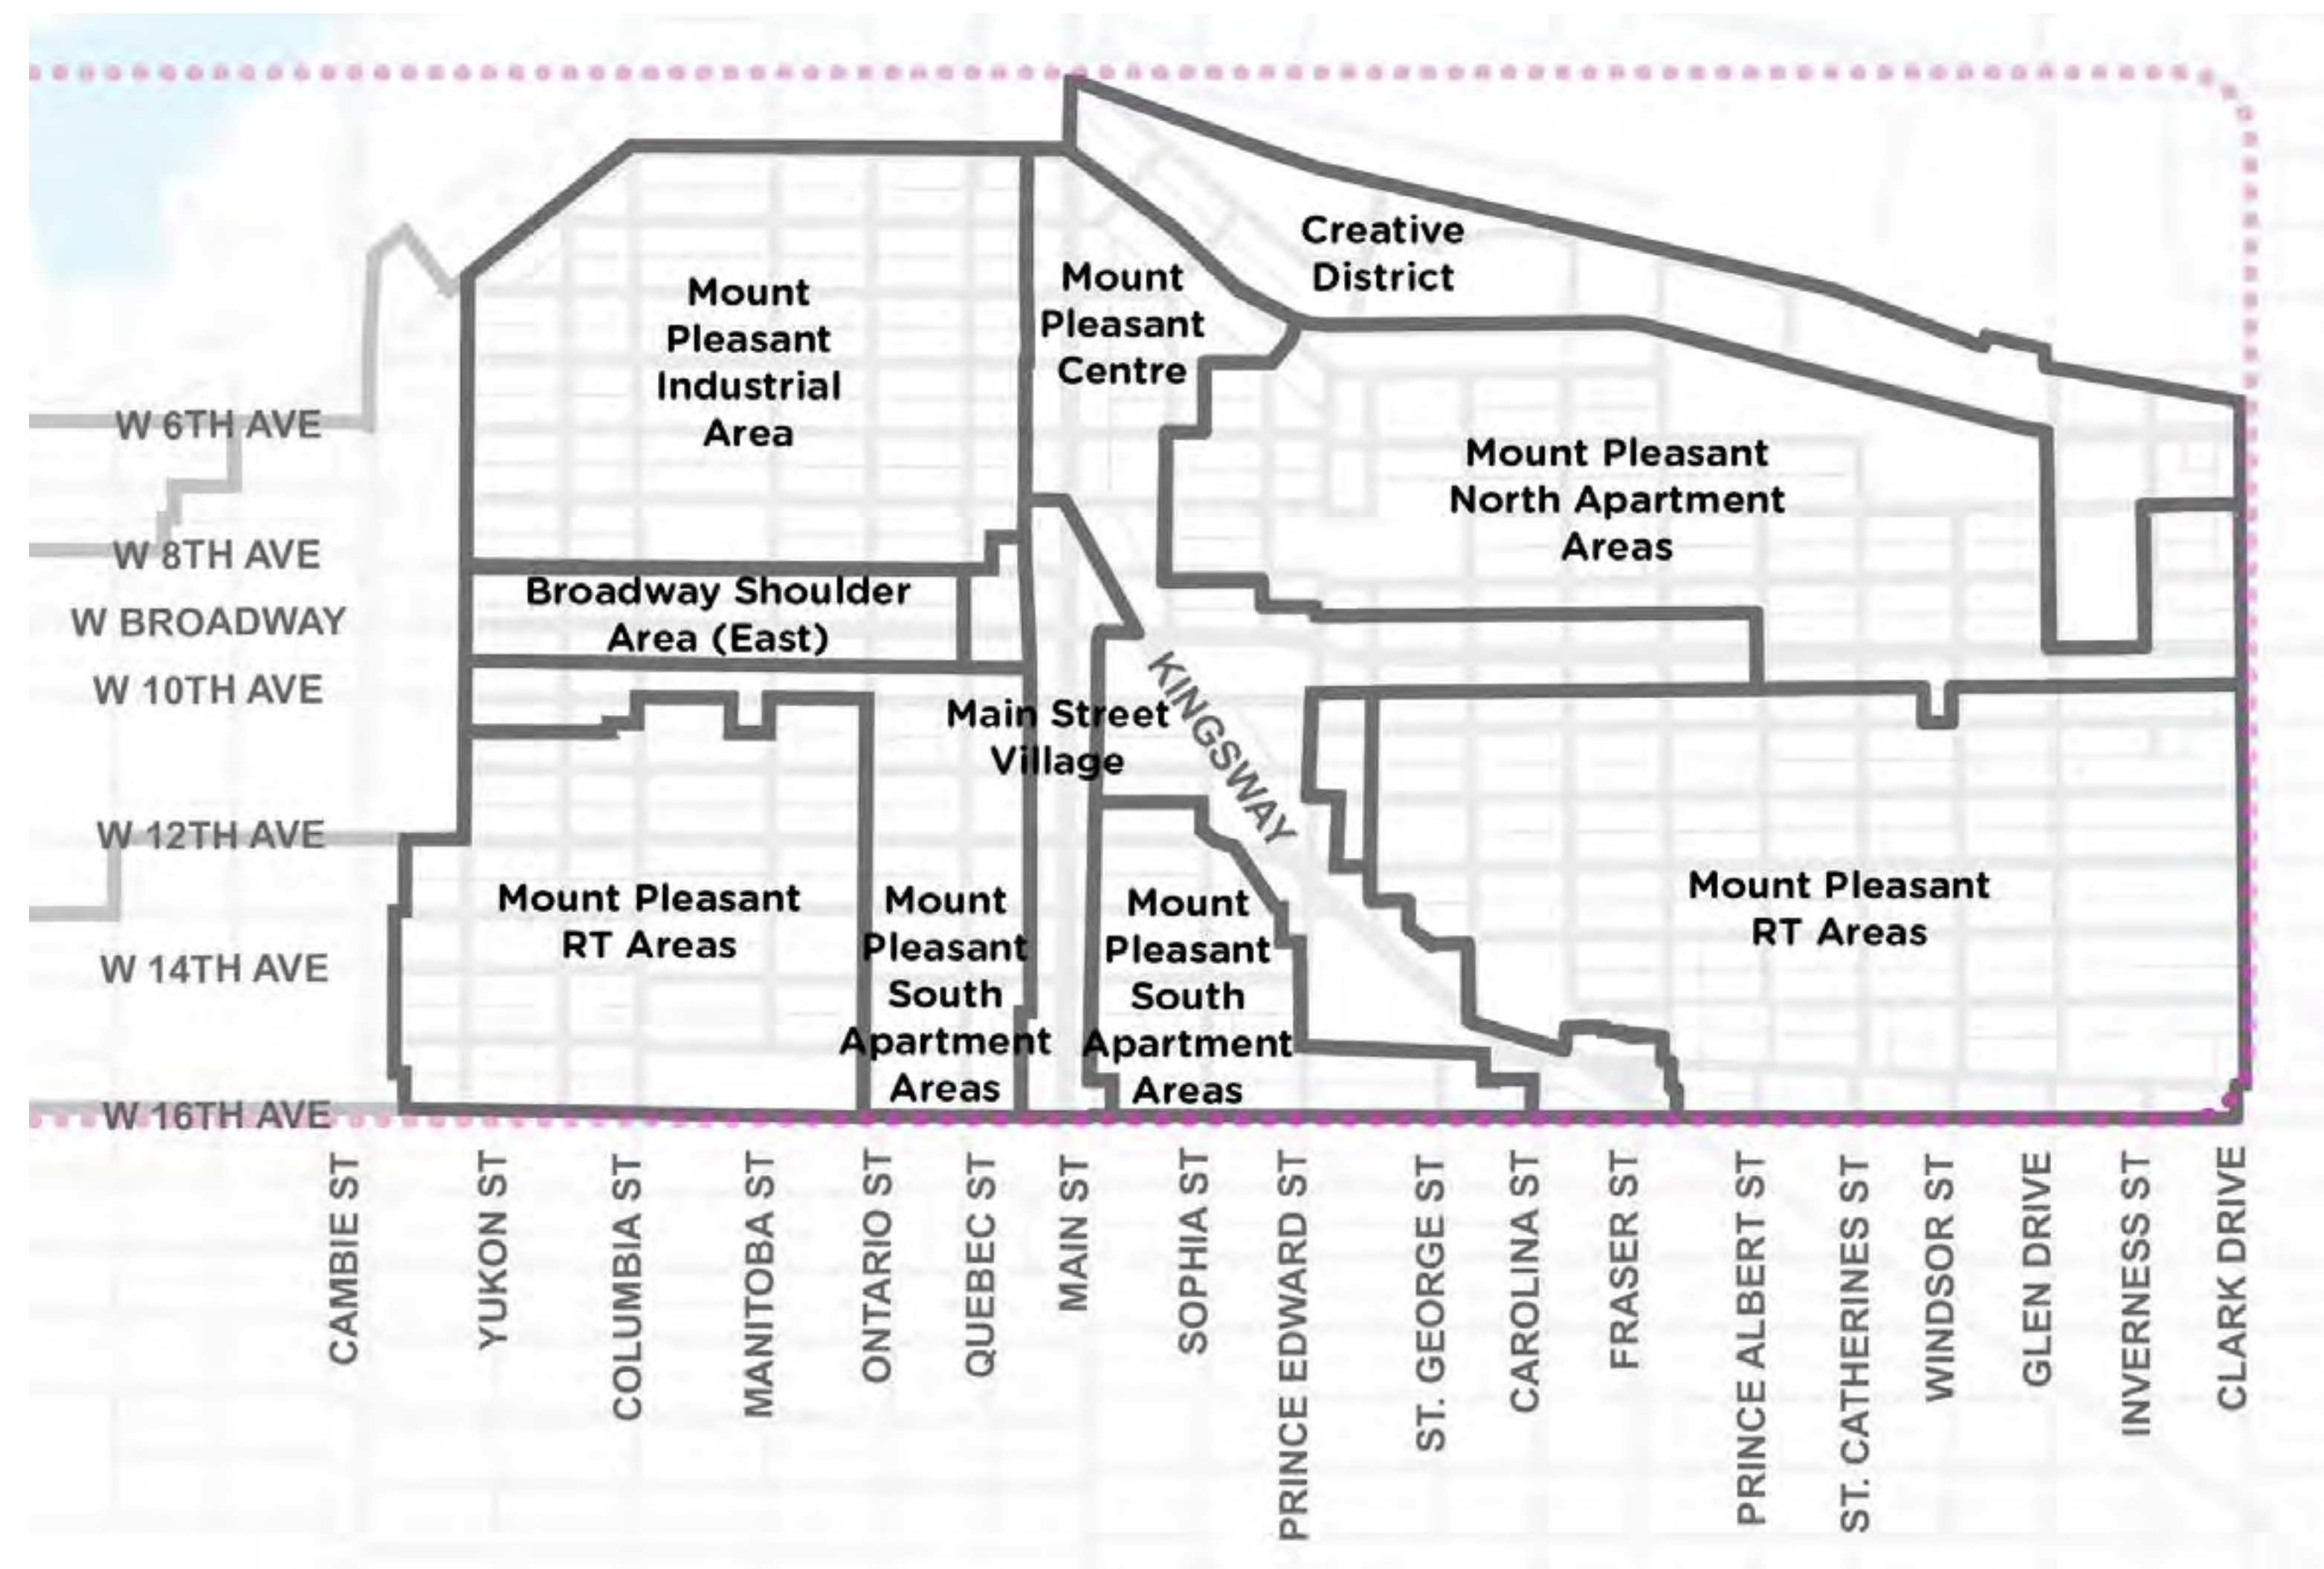 Creative
District
Mount
Pleasant
Centre
Mount
Pleasant
Industrial
Area
Mount Pleasant
North Apartment
Areas
Broadway Shoulder
Area (East)
Main Street
Village
KINGSWAY
Mount Pleasant
RT Areas
Mount
Pleasant
South
Apartment
Areas
Mount
Pleasant
South
Apartment
Areas
Mount Pleasant
RT Areas
W 6TH AVE
W 8TH AVE
W BROADWAY
W 10TH AVE
W 12TH AVE
W 14TH AVE
W 16TH AVE
CAMBIE ST
YUKON ST
COLUMBIA ST
MANITOBA ST
ONTARIO ST
QUEBEC ST
MAIN ST
SOPHIA ST
PRINCE EDWARD ST
ST. GEORGE ST
CAROLINA ST
FRASER ST
PRINCE ALBERT ST
ST. CATHERINES ST
WINDSOR ST
GLEN DRIVE
INVERNESS ST
CLARK DRIVE